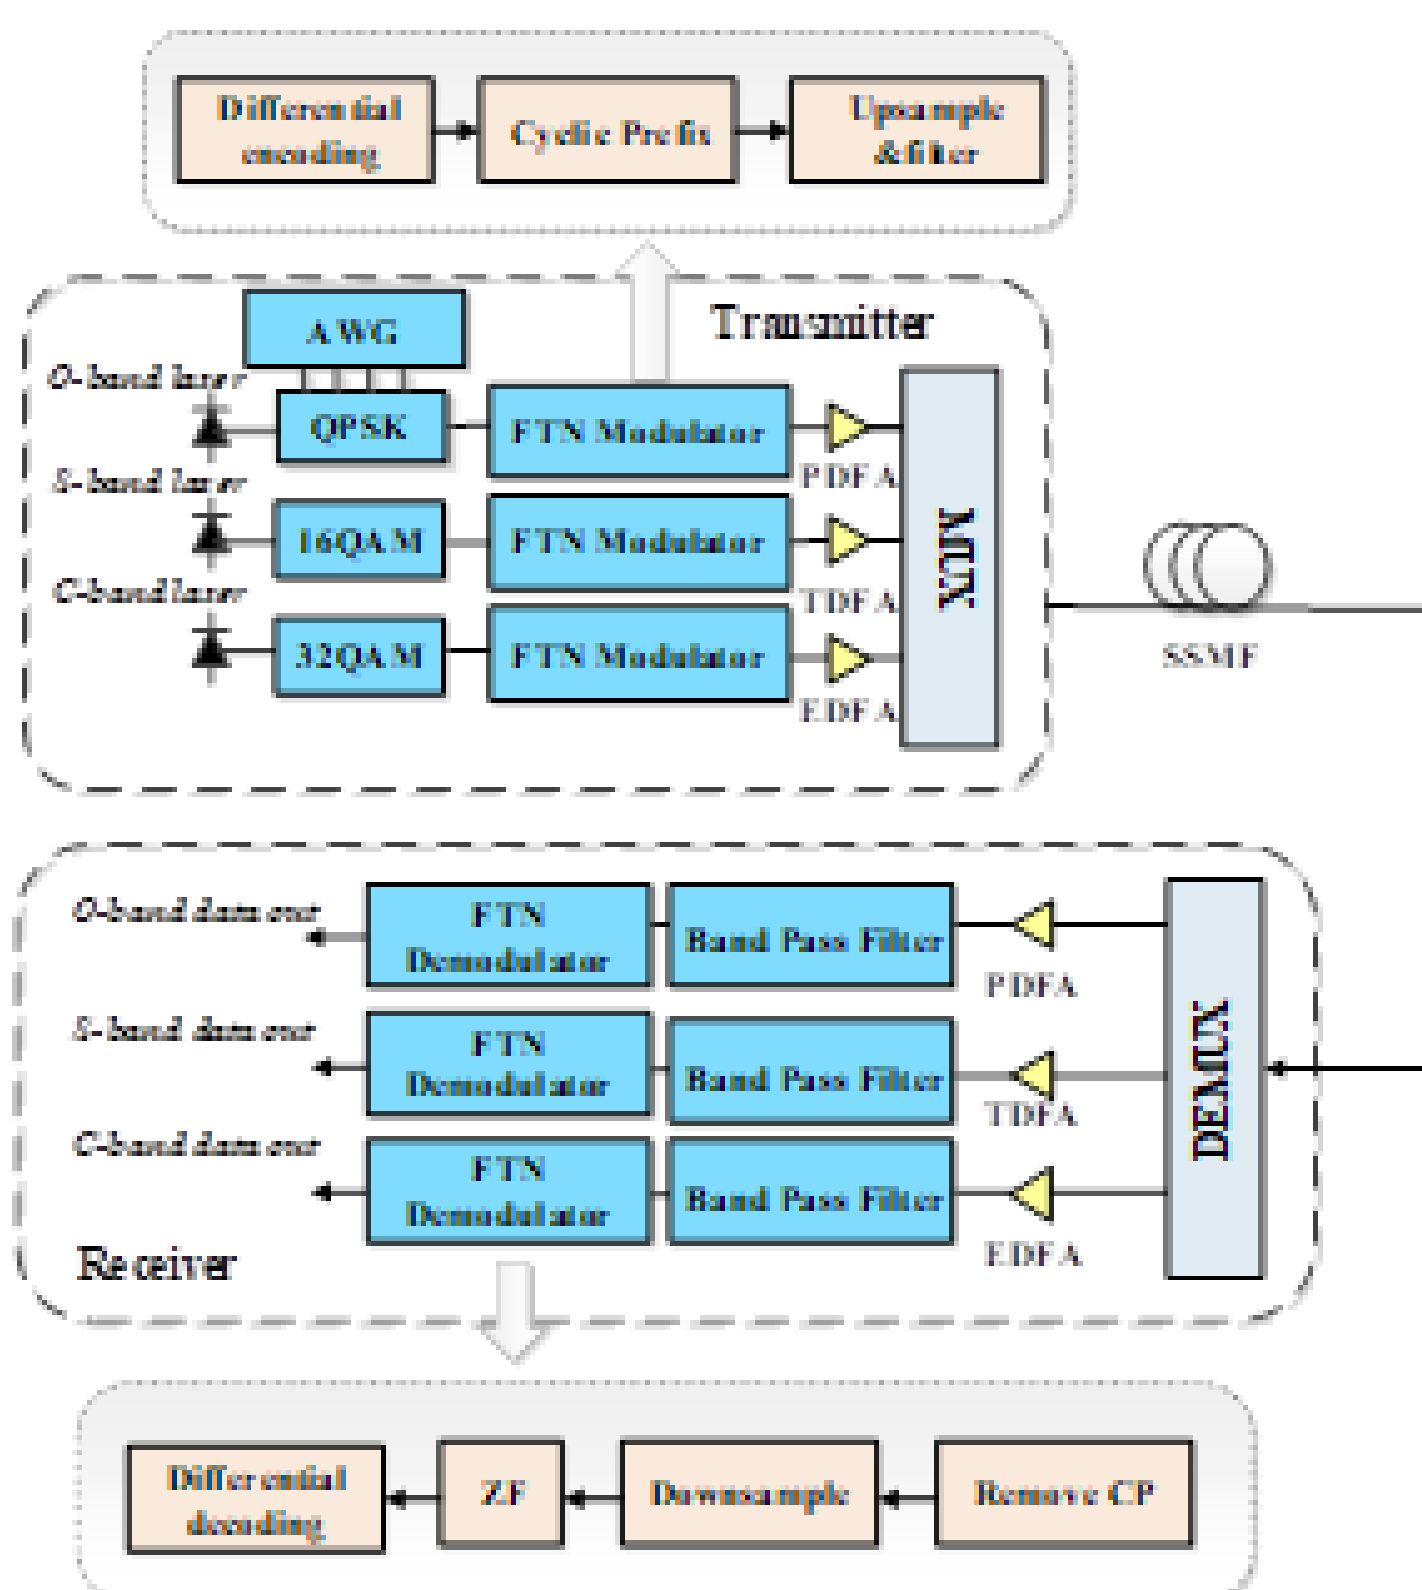 Differential
encoding
Cyclic Prefix
Upsample
&filter
Transmitter
AWG
O-band laser
QPSK
FTN Modulator
PDFA
S-band laser
16QAM
FTN Modulator
TDFA
C-band laser
32QAM
FTN Modulator
EDFA
MUX
SSMF
O-band data out
FTN
Demodulator
Band Pass Filter
PDFA
S-band data out
FTN
Demodulator
Band Pass Filter
TDFA
C-band data out
FTN
Demodulator
Band Pass Filter
EDFA
DEMUX
Receiver
Differential
decoding
ZF
Downsample
Remove CP